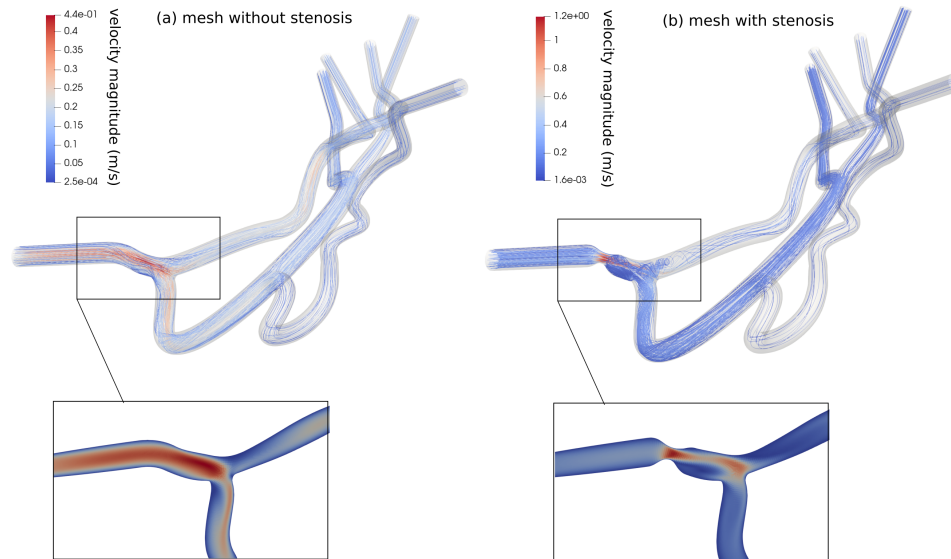 (a) mesh without stenosis
4.4e-01
0.4
0.35
0.3
0.25
0.2
0.15
0.1
0.05
2.5e-04
velocity magnitude (m/s)
(b) mesh with stenosis
1.2e+00
1
0.8
0.6
0.4
0.2
1.6e-03
velocity magnitude (m/s)